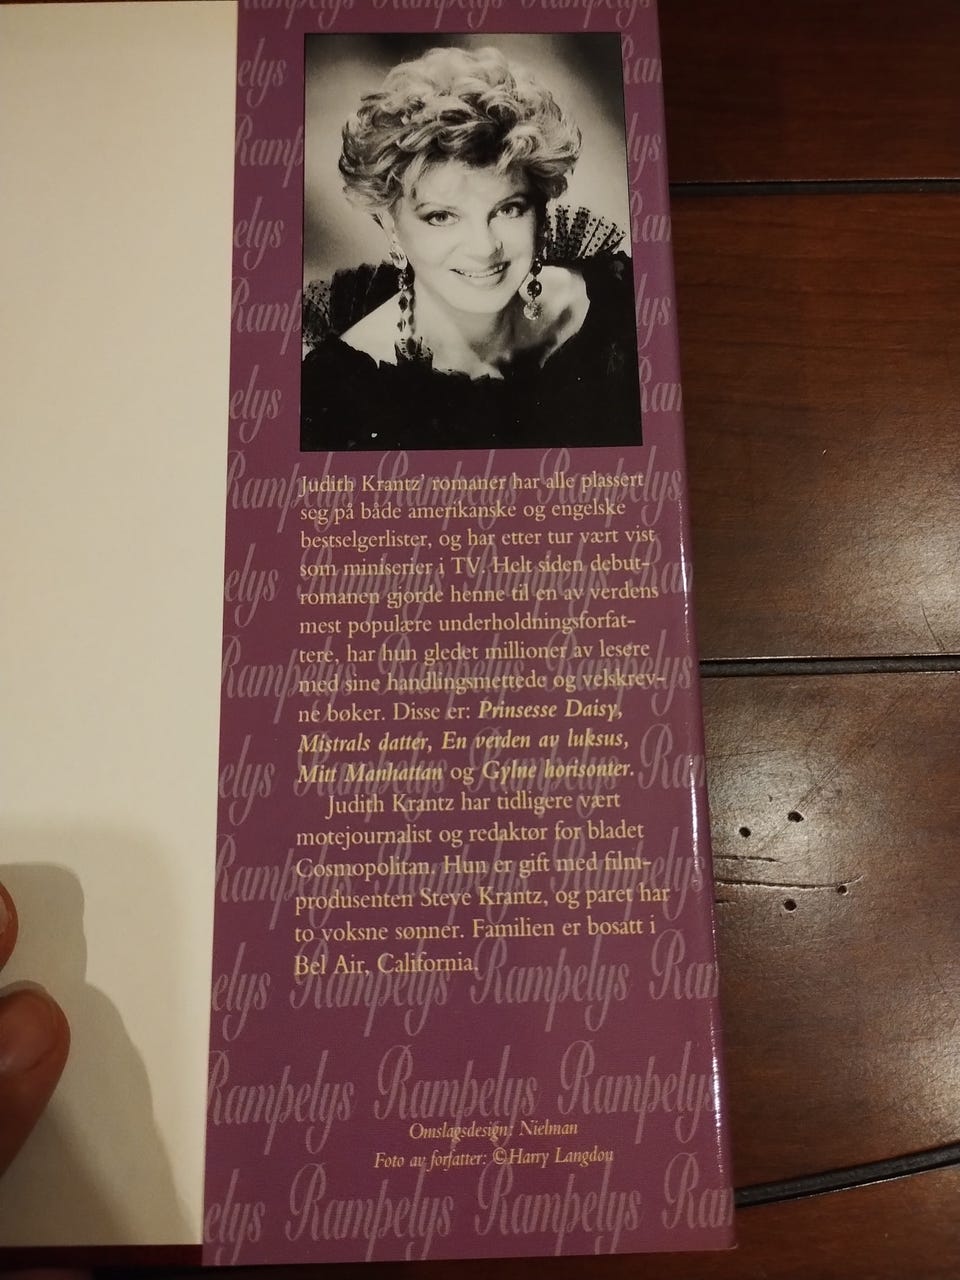 Judith Krantz' romaner har alle plassert
seg på både amerikanske og engelske
bestselgerlister, og har etter tur vært vist
som miniserier i TV. Helt siden debut-
romanen gjorde henne til en av verdens
mest populære underholdningsforfat-
tere, har hun gledet millioner av lesere
med sine handlingsmettede og velskrev-
ne bøker. Disse er: Prinsesse Daisy,
Mistrals datter, En verden av luksus,
Mitt Manhattan og Gylne horisonter.
Judith Krantz har tidligere vært
motejournalist og redaktør for bladet
Cosmopolitan. Hun er gift med film-
produsenten Steve Krantz, og paret har
to voksne sønner. Familien er bosatt i
Bel Air, California.
Rampelys Rampelys Rampelys
Omslagsdesign: Nielman
Foto av forfatter: ©Harry Langdon
Rampelys Rampelys